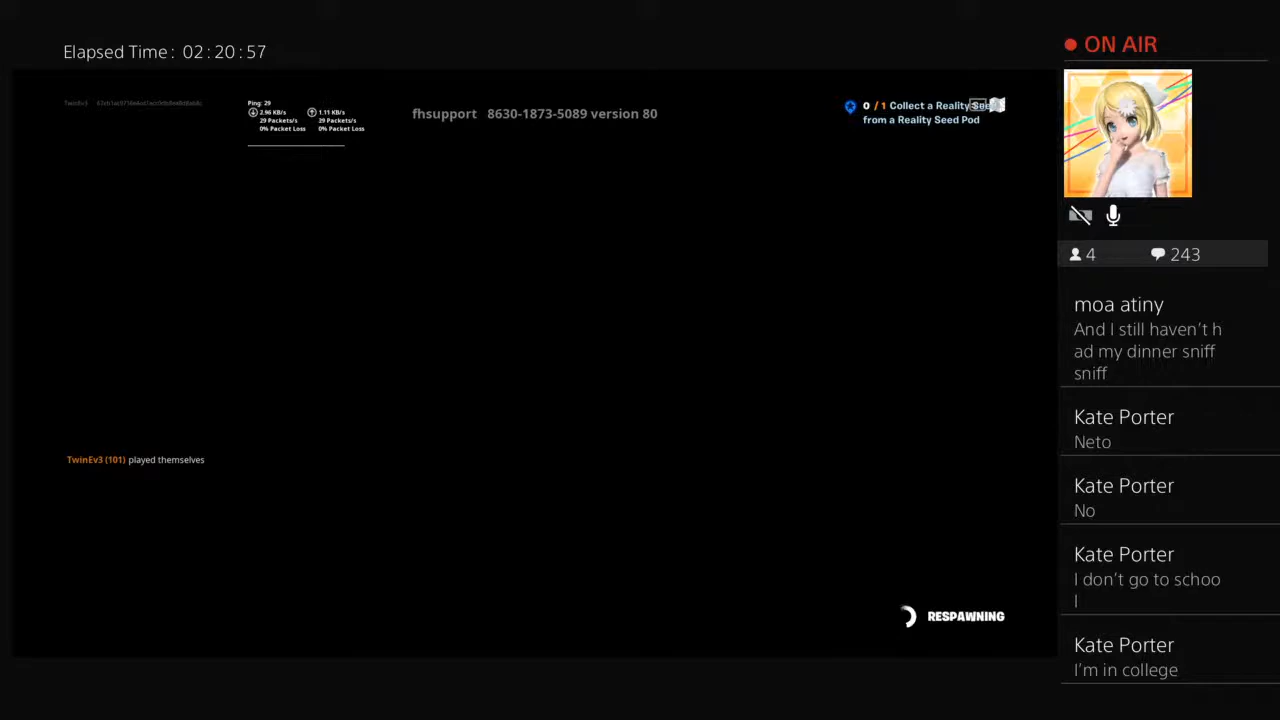 Elapsed Time: 02:20:57
ON AIR
TwinEv3
Ping: 29
2.96 KB/s 1.15 KB/s
29 Packets/s 39 Packets/s
0% Packet Loss 0% Packet Loss
fhsupport 8630-1873-5089 version 80
0 / 1 Collect a Reality
from a Reality Seed Pod
4 243
moa atiny
And I still haven't h
ad my dinner sniff
sniff
Kate Porter
Neto
Kate Porter
No
TwinEv3 (101) played themselves
Kate Porter
I don't go to schoo
l
RESPAWNING
Kate Porter
I'm in college